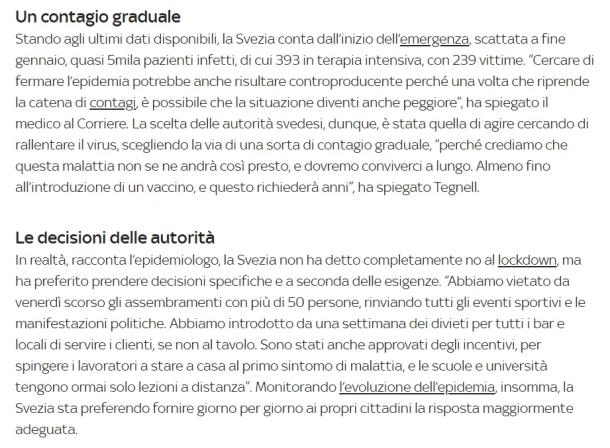 Un contagio graduale
Stando agli ultimi dati disponibili, la Svezia conta dall'inizio dell'emergenza, scattata a fine
gennaio, quasi 5mila pazienti infetti, di cui 393 in terapia intensiva, con 239 vittime. "Cercare di
fermare l'epidemia potrebbe anche risultare controproducente perché una volta che riprende
la catena di contagi, è possibile che la situazione diventi anche peggiore", ha spiegato il
medico al Corriere. La scelta delle autorità svedesi, dunque, è stata quella di agire cercando di
rallentare il virus, scegliendo la via di una sorta di contagio graduale, "perché crediamo che
questa malattia non se ne andrà così presto, e dovremo conviverci a lungo. Almeno fino
all'introduzione di un vaccino, e questo richiederà anni", ha spiegato Tegnell.
Le decisioni delle autorità
In realtà, racconta l'epidemiologo, la Svezia non ha detto completamente no al lockdown, ma
ha preferito prendere decisioni specifiche e a seconda delle esigenze. "Abbiamo vietato da
venerdì scorso gli assembramenti con più di 50 persone, rinviando tutti gli eventi sportivi e le
manifestazioni politiche. Abbiamo introdotto da una settimana dei divieti per tutti i bar e
locali di servire i clienti, se non al tavolo. Sono stati anche approvati degli incentivi, per
spingere i lavoratori a stare a casa al primo sintomo di malattia, e le scuole e università
tengono ormai solo lezioni a distanza". Monitorando l'evoluzione dell'epidemia, insomma, la
Svezia sta preferendo fornire giorno per giorno ai propri cittadini la risposta maggiormente
adeguata.